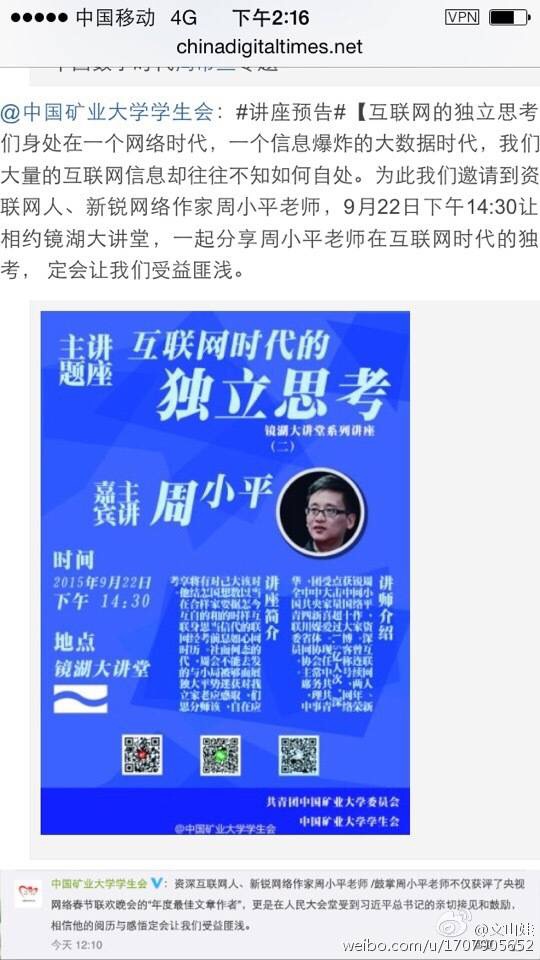 中国移动 4G 下午2:16 VPN
chinadigitaltimes.net
@中国矿业大学学生会：#讲座预告#【互联网的独立思考
们身处在一个网络时代，一个信息爆炸的大数据时代，我们
大量的互联网信息却往往不知如何自处。为此我们邀请到资
联网人、新锐网络作家周小平老师，9月22日下午14:30让
相约镜湖大讲堂，一起分享周小平老师在互联网时代的独
考， 定会让我们受益匪浅。
主讲题座
互联网时代的
独立思考
镜湖大讲堂系列讲座
（二）
嘉主宾讲
周小平
时间
2015年9月22日
下午 14:30
地点
镜湖大讲堂
讲座简介
讲师介绍
共青团中国矿业大学委员会
中国矿业大学学生会
@中国矿业大学学生会
中国矿业大学学生会：资深互联网人、新锐网络作家周小平老师 /鼓掌周小平老师不仅获评了央视
网络春节联欢晚会的“年度最佳文章作者”，更是在人民大会堂受到习近平总书记的亲切接见和鼓励，
相信他的阅历与感悟定会让我们受益匪浅。
今天 12:10
@文山娃
weibo.com/u/1707905652